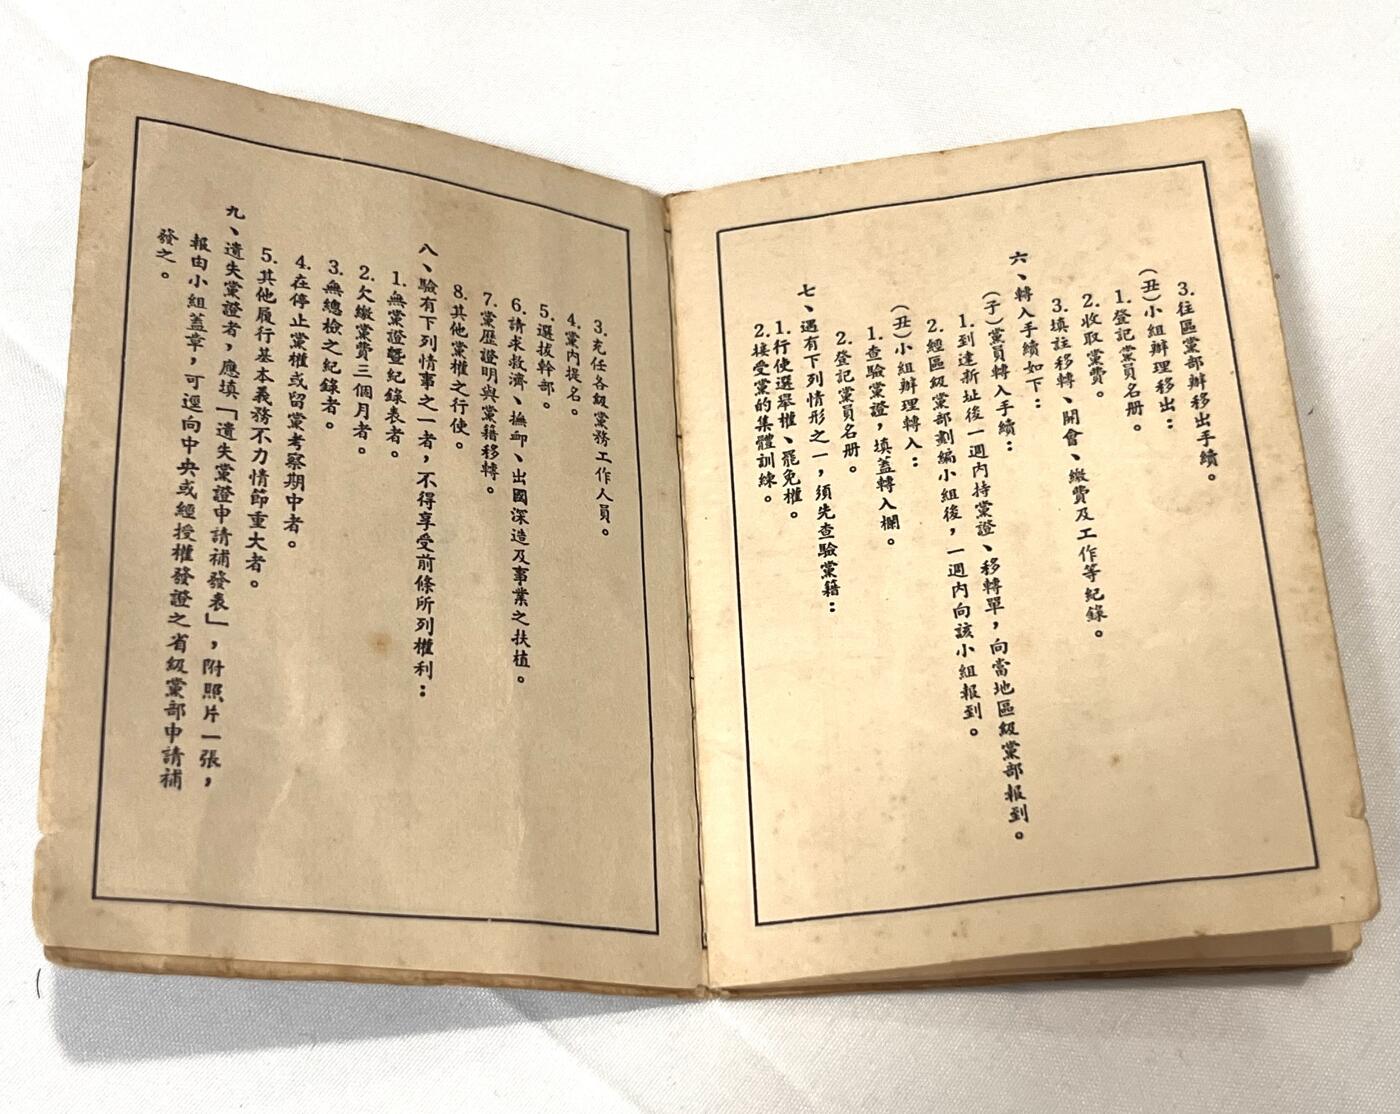 3.往區黨部辦移出手續。
(丑)小組辦理移出：
1.登記黨員名册。
2.收取黨費。
3.填註移轉、開會、繳費及工作等紀錄。
六、轉入手續如下：
(子)黨員轉入手續：
1.到達新址後一週內持黨證、移轉單，向當地區級黨部報到。
2.經區級黨部劃編小組後，一週內向該小組報到。
(丑)小組辦理轉入：
1.查驗黨證，填蓋轉入欄。
2.登記黨員名册。
七、遇有下列情形之一，須先查驗黨籍：
1.行使選舉權、罷免權。
2.接受黨的集體訓練。
3.充任各級黨務工作人員。
4.黨內提名。
5.選拔幹部。
6.請求救濟、撫卹、出國深造及事業之扶植。
7.黨歷證明與黨籍移轉。
8.其他黨權之行使。
八、驗有下列情事之一者，不得享受前條所列權利：
1.無黨證曁紀錄表者。
2.欠繳黨費三個月者。
3.無總檢之紀錄者。
4.在停止黨權或留黨考察期中者。
5.其他履行基本義務不力情節重大者。
九、遺失黨證者，應填「遺失黨證申請補發表」，附照片一張，
報由小組蓋章，可逕向中央或經授權發證之省級黨部申請補
發之。